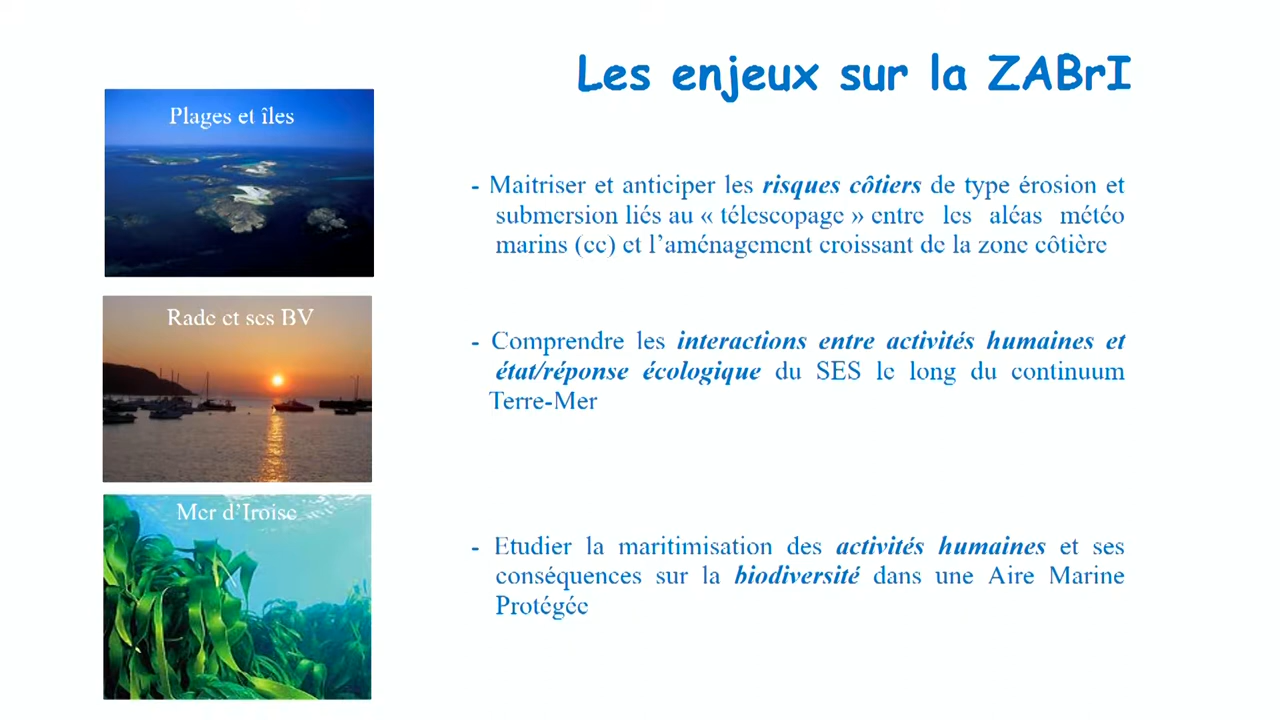 Les enjeux sur la ZABrI
Plages et îles
- Maitriser et anticiper les risques côtiers de type érosion et
submersion liés au « télescopage » entre les aléas météo
marins (cc) et l’aménagement croissant de la zone côtière
Rade et ses BV
- Comprendre les interactions entre activités humaines et
état/réponse écologique du SES le long du continuum
Terre-Mer
Mer d’Iroise
- Etudier la maritimisation des activités humaines et ses
conséquences sur la biodiversité dans une Aire Marine
Protégée